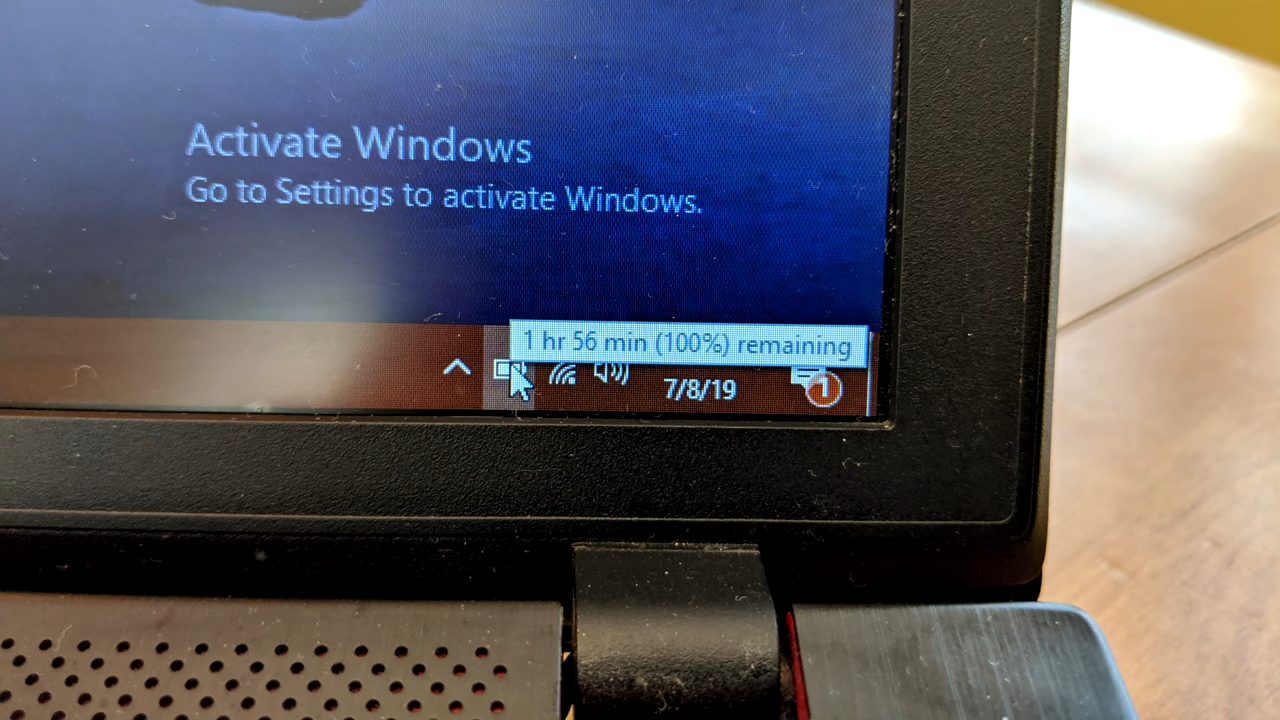 Activate Windows
Go to Settings to activate Windows.
1 hr 56 min (100%) remaining
7/8/19
1